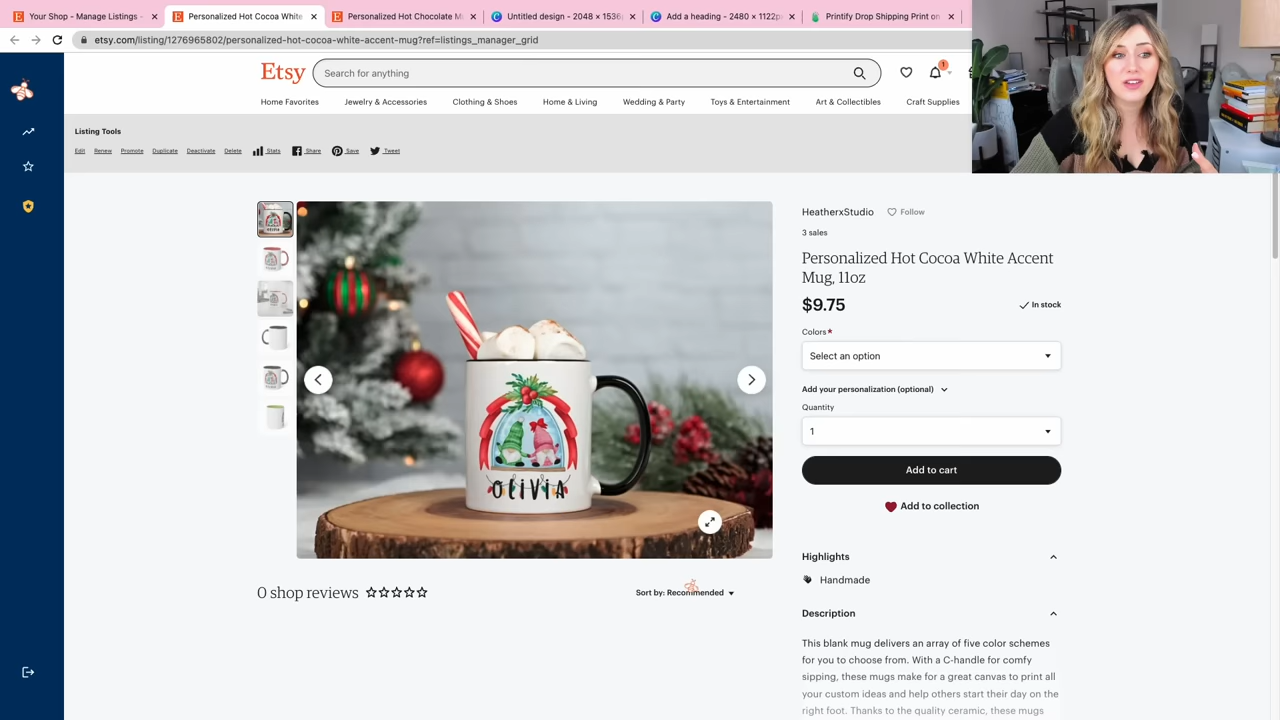 Your Shop - Manage Listings -
Personalized Hot Cocoa White
Personalized Hot Chocolate M
Untitled design - 2048 × 1536
Add a heading - 2480 × 1122p
Printify Drop Shipping Print on
etsy.com/listing/1276965802/personalized-hot-cocoa-white-accent-mug?ref=listings_manager_grid
Etsy
Search for anything
1
Home Favorites
Jewelry & Accessories
Clothing & Shoes
Home & Living
Wedding & Party
Toys & Entertainment
Art & Collectibles
Craft Supplies
Listing Tools
Edit Renew Promote Duplicate Deactivate Delete Stats Share Save Tweet
HeatherxStudio Follow
3 sales
Personalized Hot Cocoa White Accent
Mug, 11oz
$9.75
In stock
Colors*
Select an option
Add your personalization (optional)
Quantity
1
Add to cart
Add to collection
OLIVIA
Highlights
Handmade
0 shop reviews
Sort by: Recommended
Description
This blank mug delivers an array of five color schemes
for you to choose from. With a C-handle for comfy
sipping, these mugs make for a great canvas to print all
your custom ideas and help others start their day on the
right foot. Thanks to the quality ceramic, these mugs